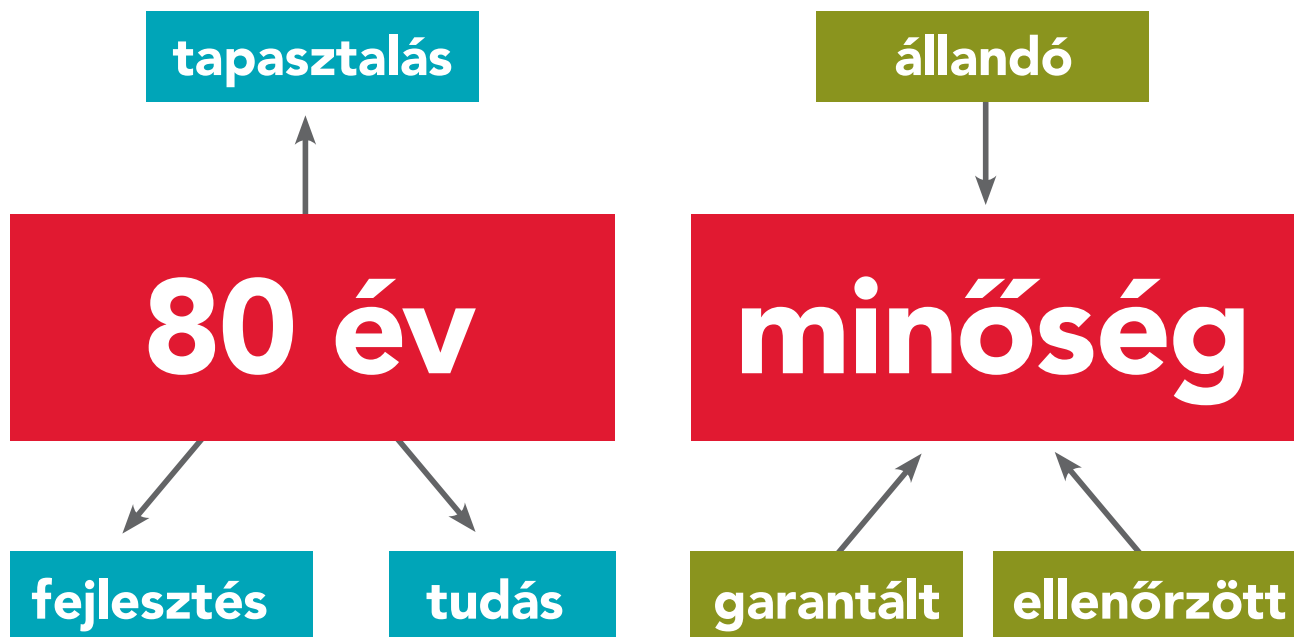 tapasztalás
állandó
80 év
minőség
fejlesztés
tudás
garantált
ellenőrzött